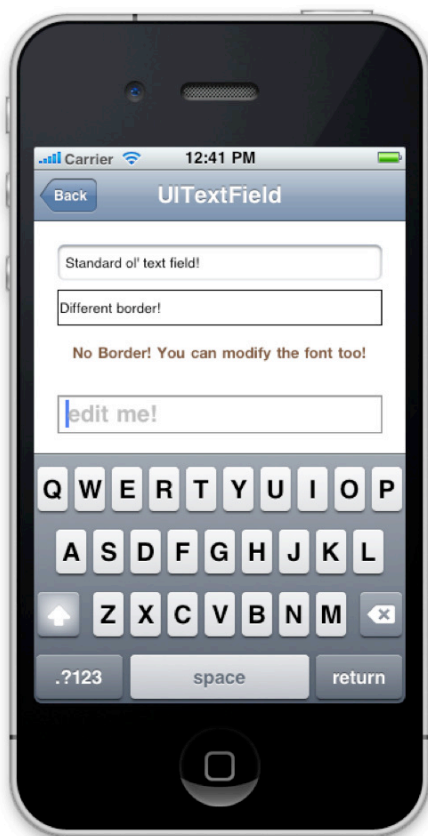 Carrier 12:41 PM
Back UITextField
Standard ol' text field!
Different border!
No Border! You can modify the font too!
edit me!
Q W E R T Y U I O P
A S D F G H J K L
Z X C V B N M
.?123 space return